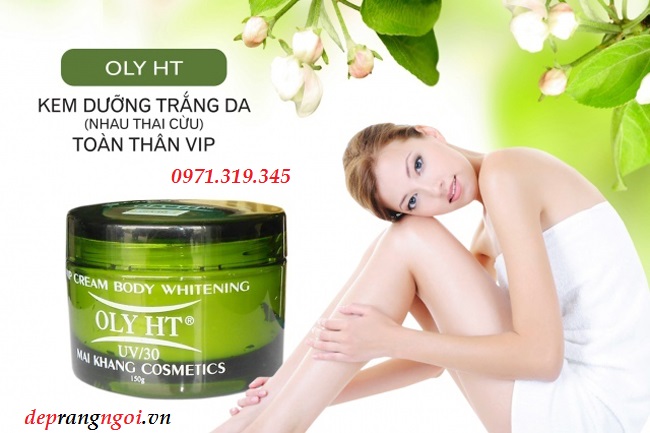 OLY HT
KEM DƯỠNG TRẮNG DA
(NHAU THAI CỪU)
TOÀN THÂN VIP
0971.319.345
CREAM BODY WHITENING
OLY HT®
UV/30
MAI KHANG COSMETICS
150g
deprangngoi.vn